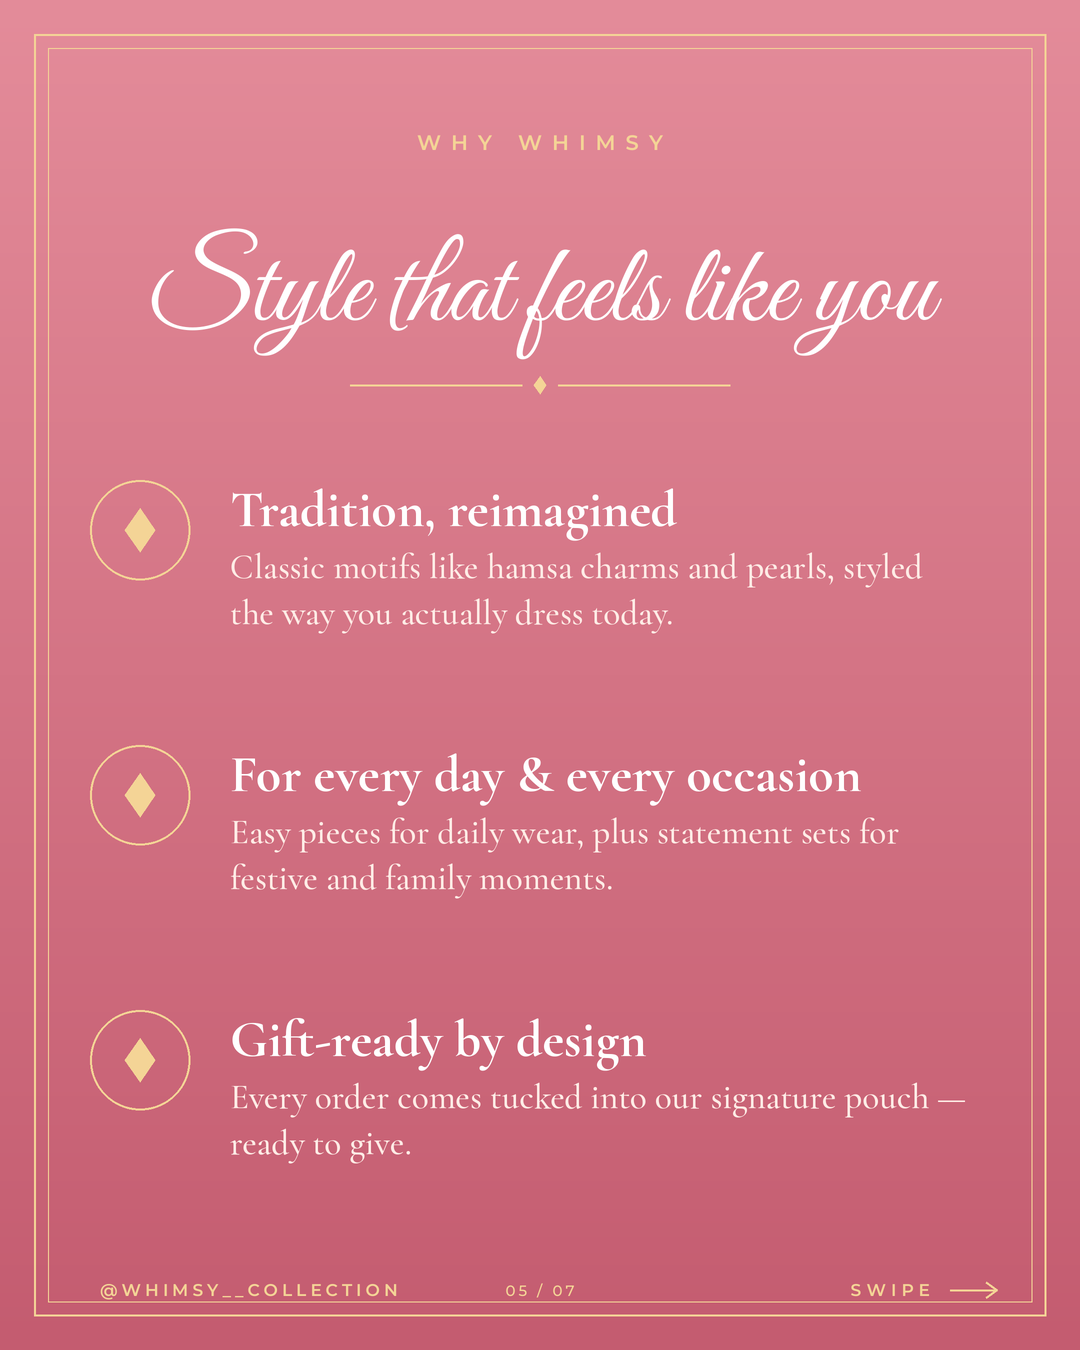 WHY WHIMSY
Style that feels like you
Tradition, reimagined
Classic motifs like hamsa charms and pearls, styled
the way you actually dress today.
For every day & every occasion
Easy pieces for daily wear, plus statement sets for
festive and family moments.
Gift-ready by design
Every order comes tucked into our signature pouch —
ready to give.
@WHIMSY__COLLECTION 05 / 07 SWIPE →